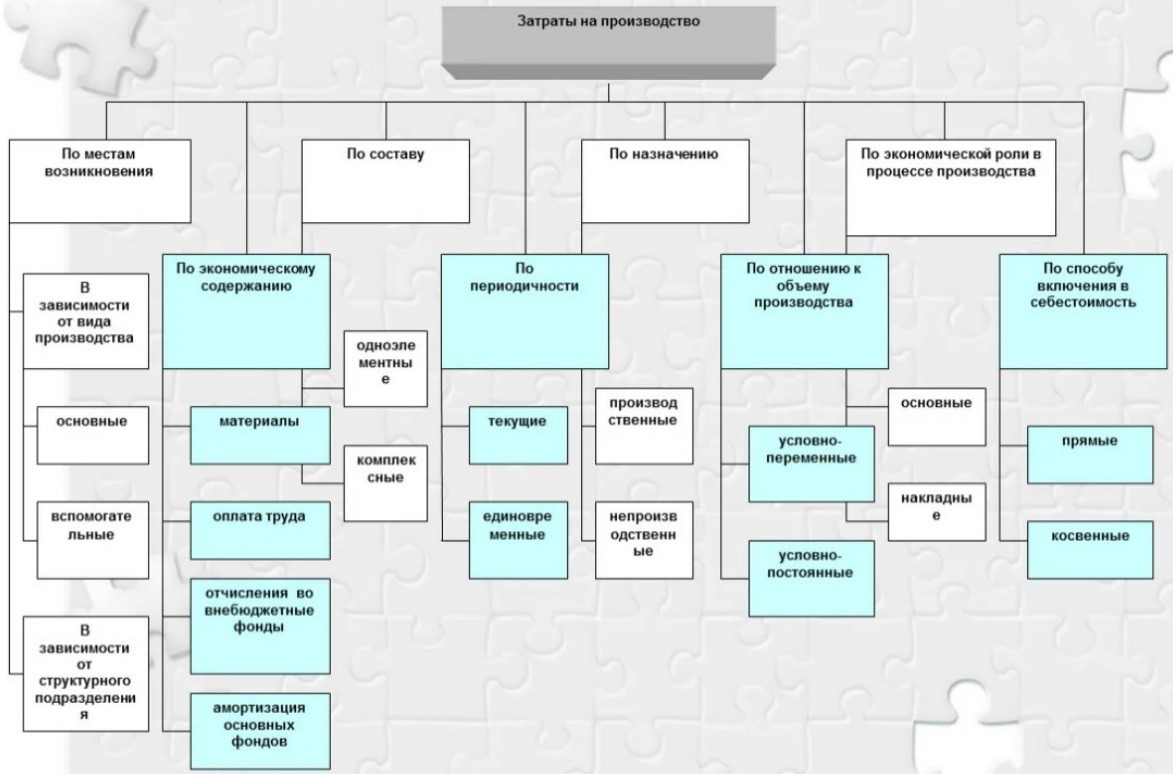 Затраты на производство
По местам
возникновения
По составу
По назначению
По экономической роли в
процессе производства
По экономическому
содержанию
По
периодичности
По отношению к
объему
производства
По способу
включения в
себестоимость
В
зависимости
от вида
производства
основные
вспомогате
льные
В
зависимости
от
структурного
подразделени
я
материалы
оплата труда
отчисления во
внебюджетные
фонды
амортизация
основных
фондов
одноэле
ментны
е
комплек
сные
текущие
единовре
менные
производ
ственные
непроизв
одственн
ые
условно-
переменные
условно-
постоянные
основные
накладны
е
прямые
косвенные